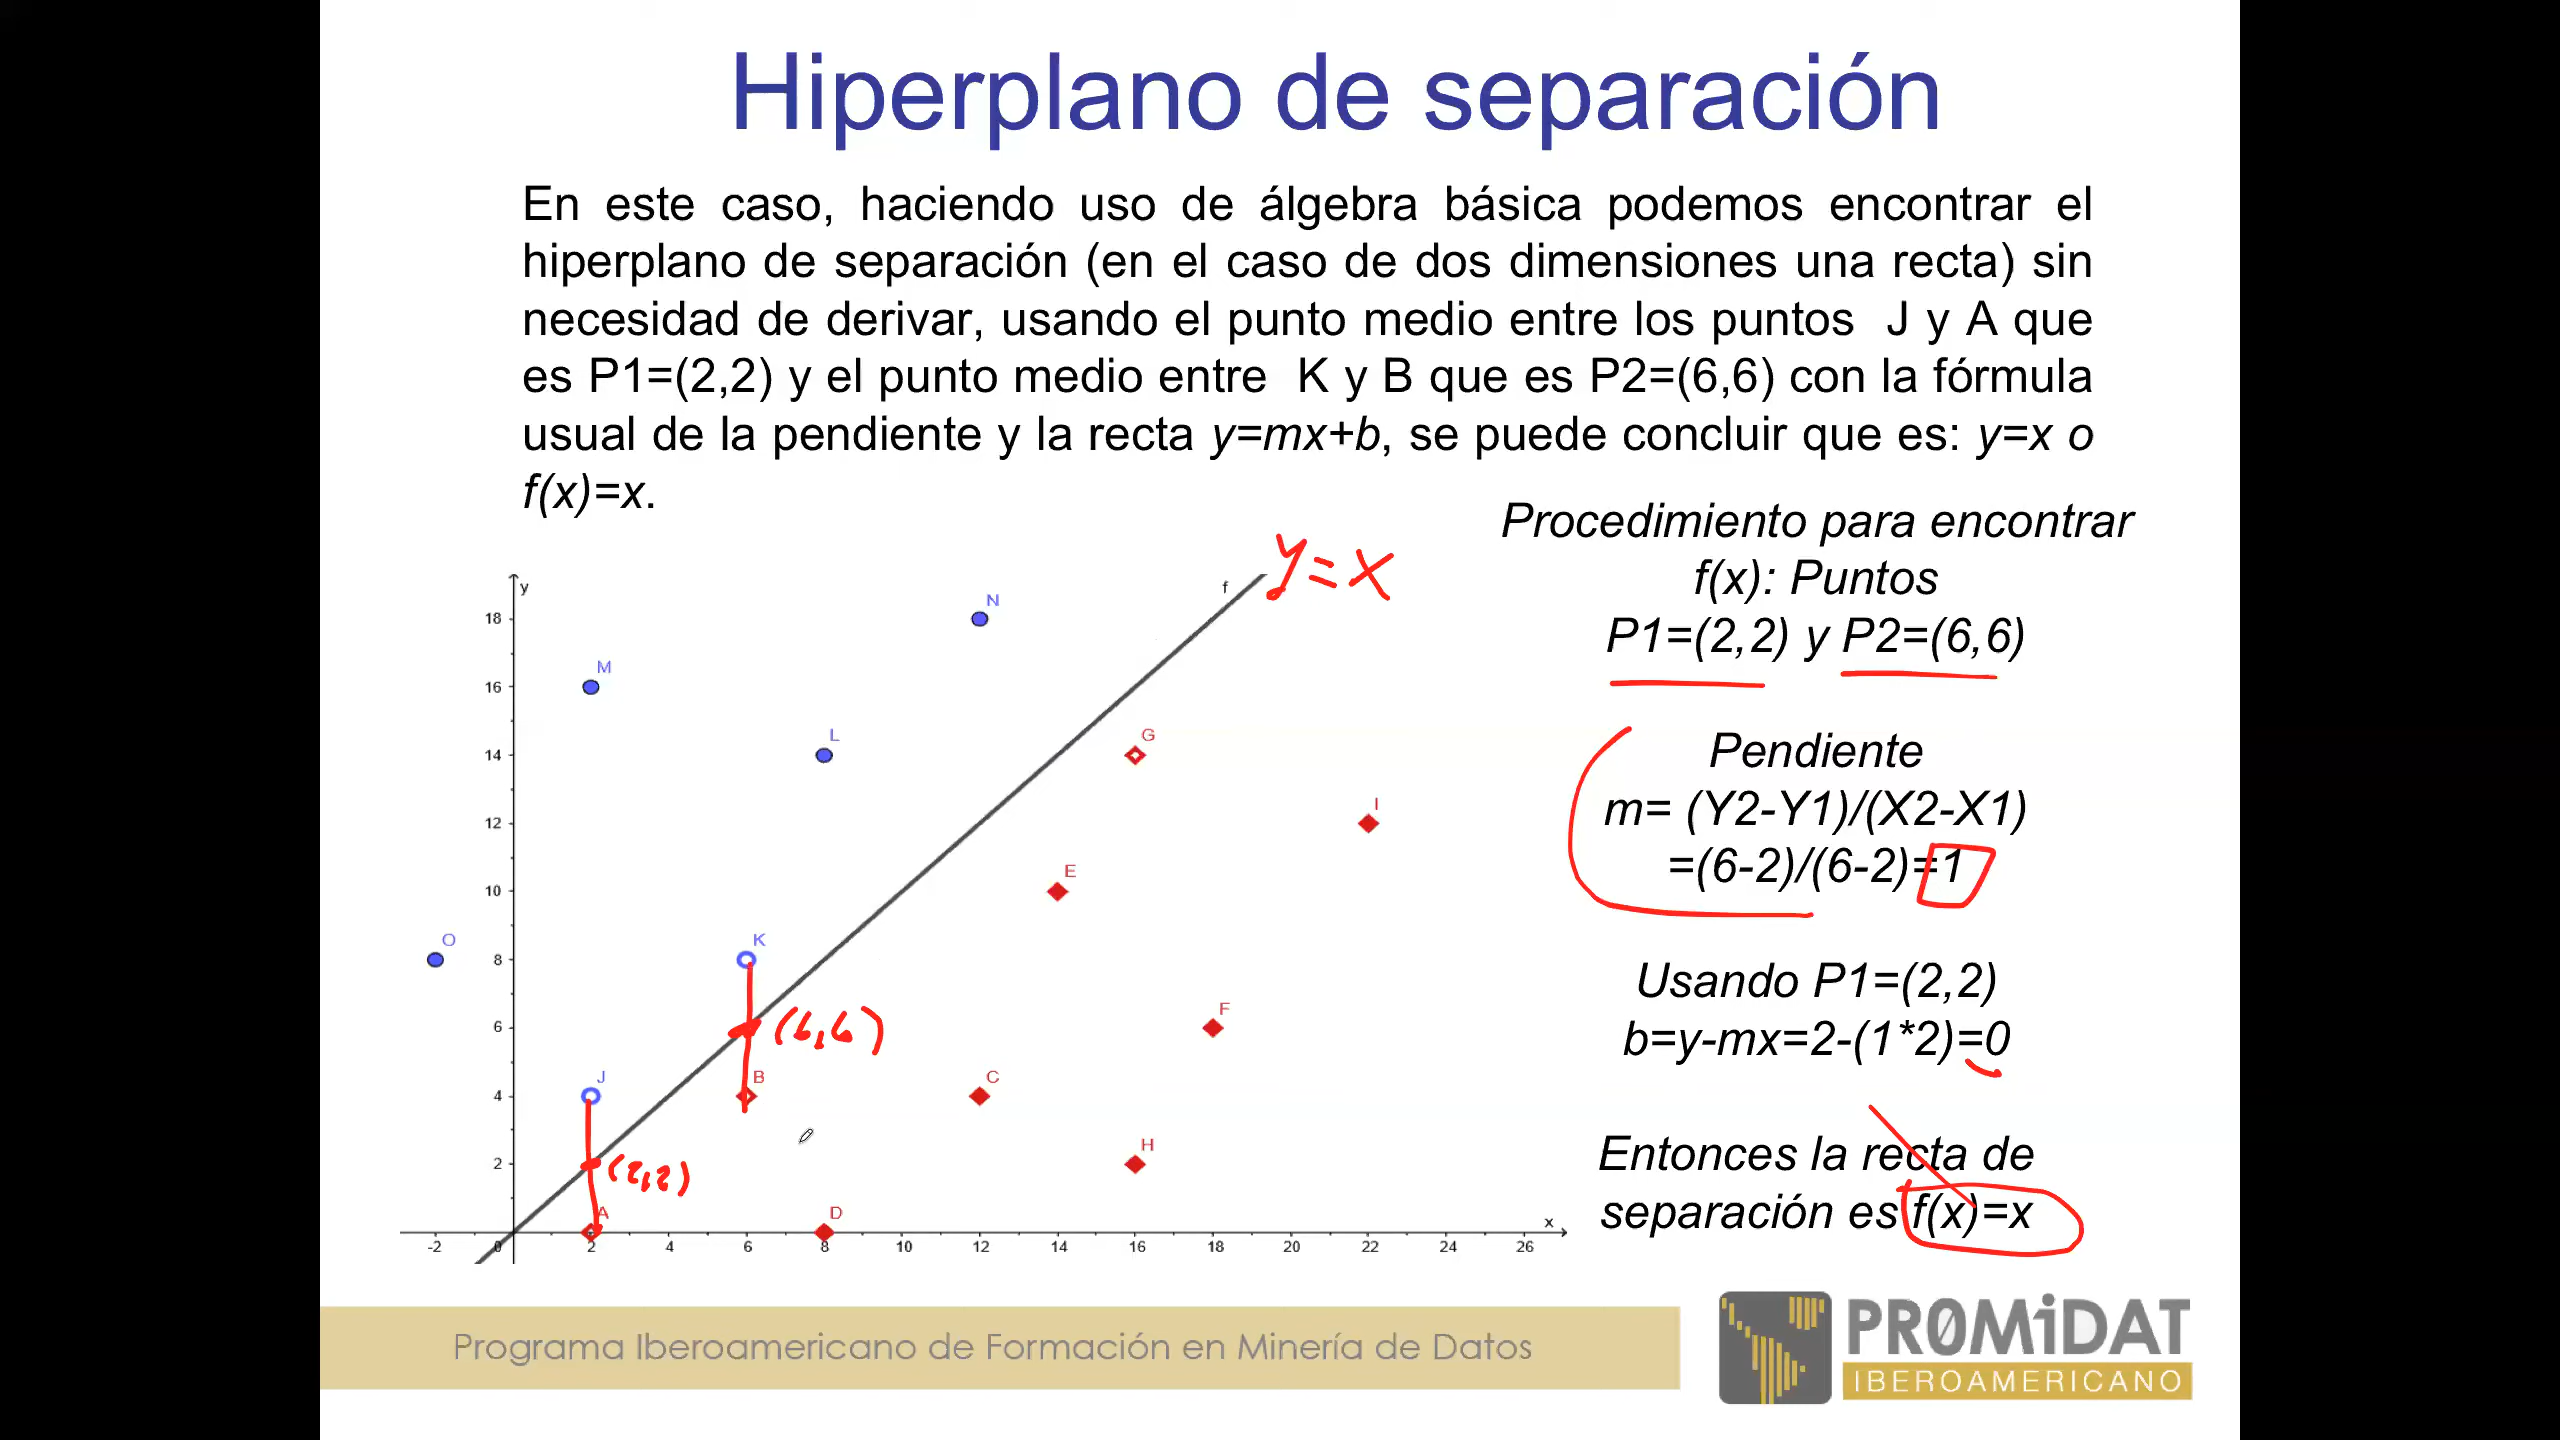 Hiperplano de separación
En este caso, haciendo uso de álgebra básica podemos encontrar el
hiperplano de separación (en el caso de dos dimensiones una recta) sin
necesidad de derivar, usando el punto medio entre los puntos J y A que
es P1=(2,2) y el punto medio entre K y B que es P2=(6,6) con la fórmula
usual de la pendiente y la recta y=mx+b, se puede concluir que es: y=x o
f(x)=x.
Procedimiento para encontrar
f(x): Puntos
P1=(2,2) y P2=(6,6)
Pendiente
m= (Y2-Y1)/(X2-X1)
=(6-2)/(6-2)=1
Usando P1=(2,2)
b=y-mx=2-(1*2)=0
Entonces la recta de
separación es f(x)=x
y=x
y
f
N
18
M
16
L
G
14
I
12
E
10
O
K
8
F
6
(6,6)
J
B
C
4
H
2
(2,2)
A
D
x
-2 0 2 4 6 8 10 12 14 16 18 20 22 24 26
Programa Iberoamericano de Formación en Minería de Datos
PR0MiDAT
IBEROAMERICANO